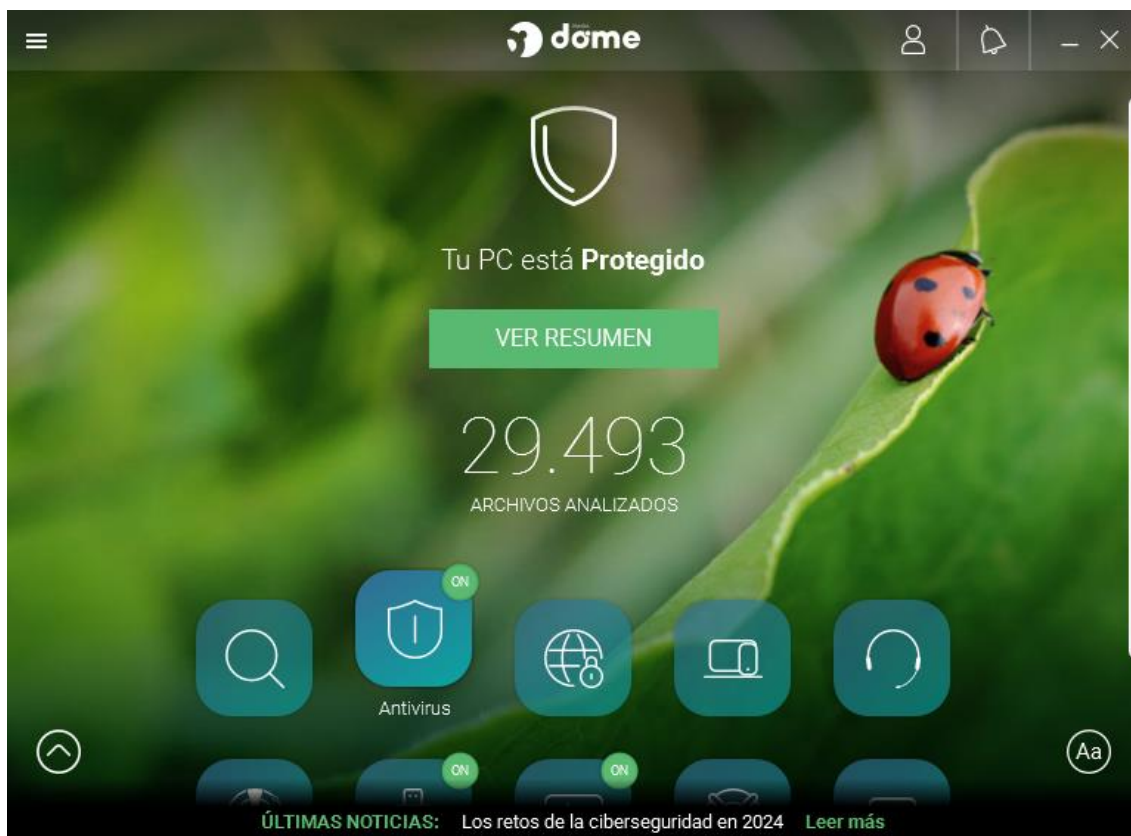 dome
Tu PC está Protegido
VER RESUMEN
29.493
ARCHIVOS ANALIZADOS
ON
Antivirus
ON
ON
Aa
ÚLTIMAS NOTICIAS: Los retos de la ciberseguridad en 2024 Leer más